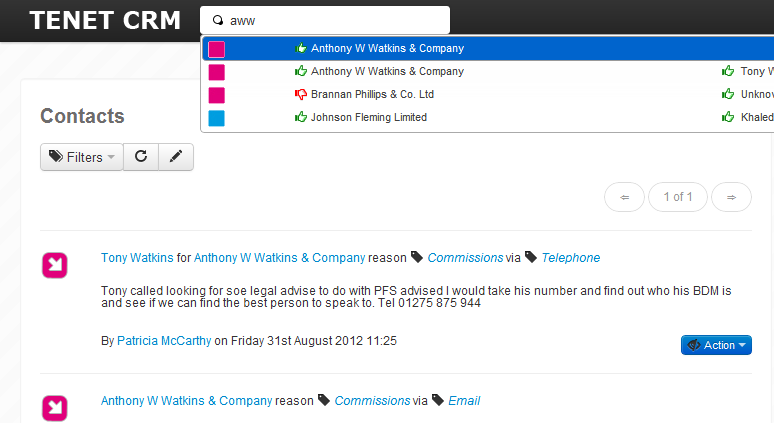 TENET CRM
aww
Anthony W Watkins & Company
Anthony W Watkins & Company Tony W
Brannan Phillips & Co. Ltd Unknov
Johnson Fleming Limited Khaled
Contacts
Filters
⇐ 1 of 1 ⇒
Tony Watkins for Anthony W Watkins & Company reason Commissions via Telephone
Tony called looking for soe legal advise to do with PFS advised I would take his number and find out who his BDM is
and see if we can find the best person to speak to. Tel 01275 875 944
By Patricia McCarthy on Friday 31st August 2012 11:25
Action
Anthony W Watkins & Company reason Commissions via Email